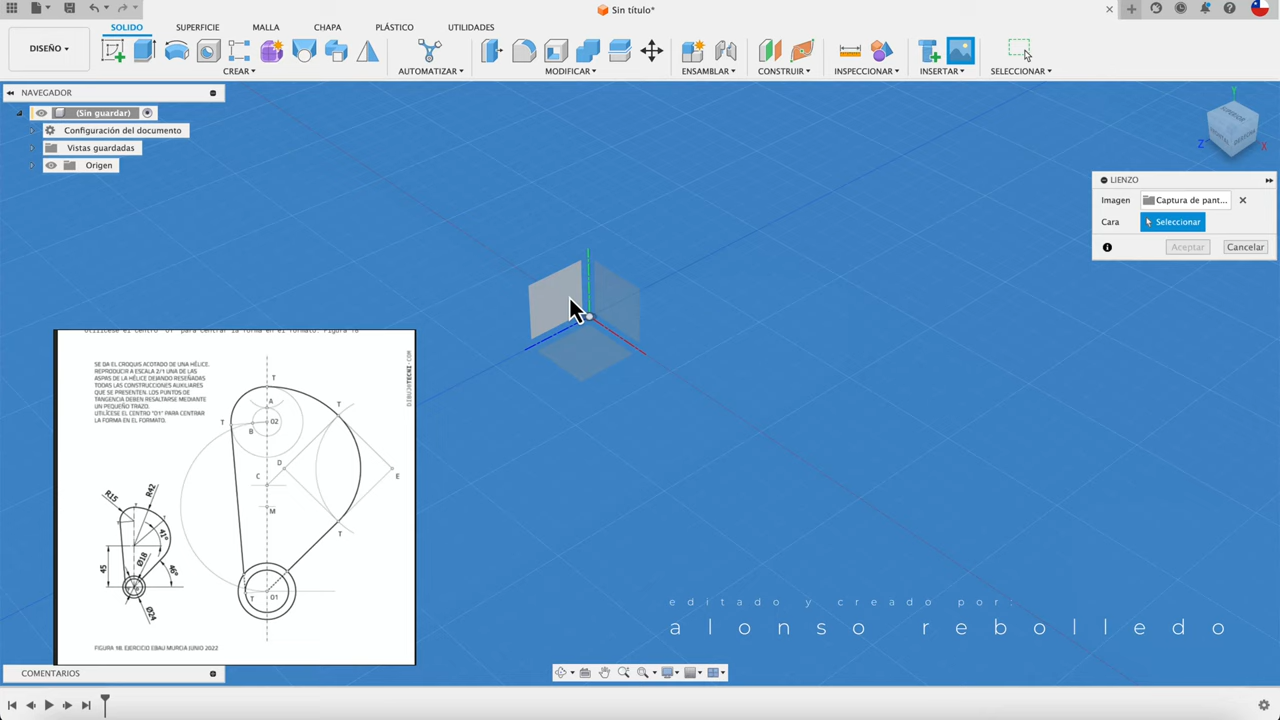 Sin título*
DISEÑO
SOLIDO
SUPERFICIE
MALLA
CHAPA
PLÁSTICO
UTILIDADES
CREAR
AUTOMATIZAR
MODIFICAR
ENSAMBLAR
CONSTRUIR
INSPECCIONAR
INSERTAR
SELECCIONAR
NAVEGADOR
(Sin guardar)
Configuración del documento
Vistas guardadas
Origen
Y
Z
X
LIENZO
Imagen
Captura de pant...
Cara
Seleccionar
Aceptar
Cancelar
SE DA EL CROQUIS ACOTADO DE UNA HÉLICE.
REPRODUCIR A ESCALA 2/1 UNA DE LAS
ASPAS DE LA HÉLICE DEJANDO RESEÑADAS
TODAS LAS CONSTRUCCIONES AUXILIARES
QUE SE PRESENTEN. LOS PUNTOS DE
TANGENCIA DEBEN RESALTARSE MEDIANTE
UN PEQUEÑO TRAZO.
UTILÍCESE EL CENTRO "O1" PARA CENTRAR
LA FORMA EN EL FORMATO.
DIBUJOTECNI·COM
T
A
T
T
B
O2
D
C
E
M
T
T
O1
R15
R42
41º
45
Ø18
46º
Ø24
FIGURA 18. EJERCICIO EBAU MURCIA JUNIO 2022
editado y creado por:
alonso rebolledo
COMENTARIOS